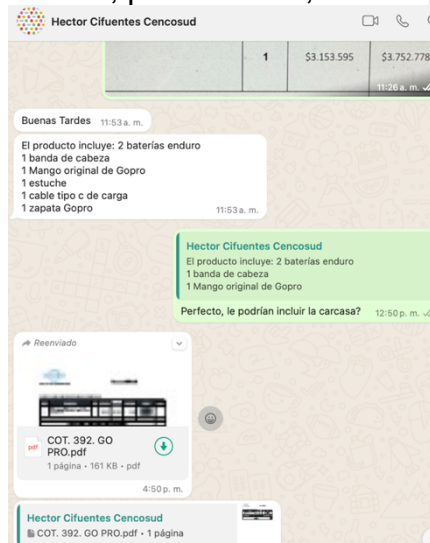 Hector Cifuentes Cencosud
1 $3.153.595 $3.752.778
11:26 a. m.
Buenas Tardes 11:53 a. m.
El producto incluye: 2 baterías enduro
1 banda de cabeza
1 Mango original de Gopro
1 estuche
1 cable tipo c de carga
1 zapata Gopro 11:53 a. m.
Hector Cifuentes Cencosud
El producto incluye: 2 baterías enduro
1 banda de cabeza
1 Mango original de Gopro
Perfecto, le podrían incluir la carcasa? 12:50 p. m.
Reenviado
pdf
COT. 392. GO
PRO.pdf
1 página • 161 KB • pdf
4:50 p. m.
Hector Cifuentes Cencosud
COT. 392. GO PRO.pdf • 1 página